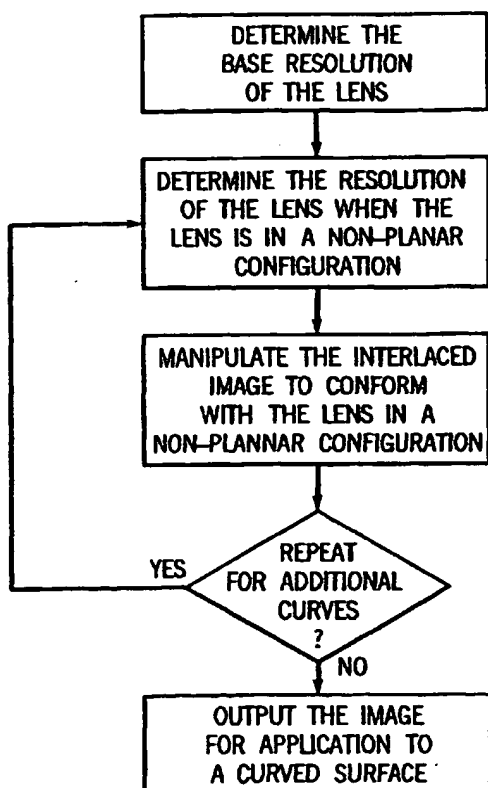 DETERMINE THE
BASE RESOLUTION
OF THE LENS
DETERMINE THE RESOLUTION
OF THE LENS WHEN THE
LENS IS IN A NON-PLANAR
CONFIGURATION
MANIPULATE THE INTERLACED
IMAGE TO CONFORM
WITH THE LENS IN A
NON-PLANNAR CONFIGURATION
REPEAT
FOR ADDITIONAL
CURVES
?
YES
NO
OUTPUT THE IMAGE
FOR APPLICATION TO
A CURVED SURFACE